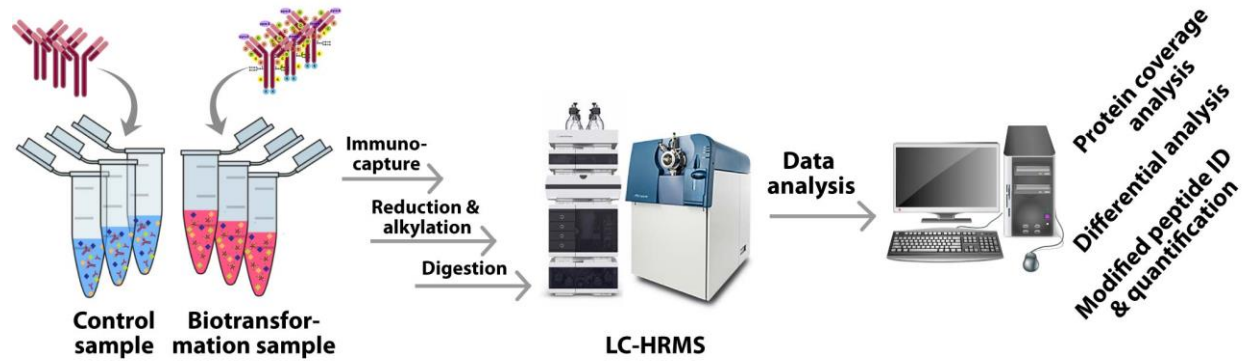 Immuno-
capture
Reduction &
alkylation
Digestion
Control
sample
Biotransfor-
mation sample
LC-HRMS
Data
analysis
Protein coverage
analysis
Differential analysis
Modified peptide ID
& quantification